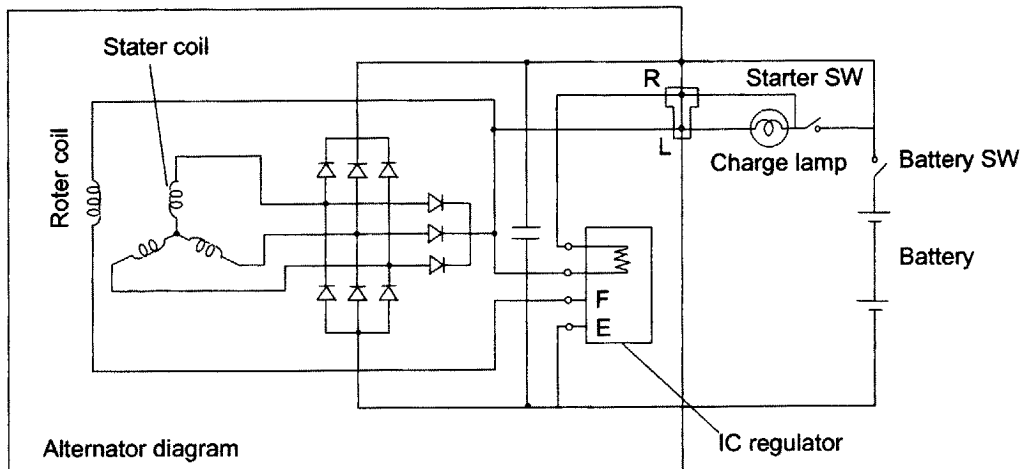 Stater coil
R
Starter SW
L
Charge lamp
Battery SW
Roter coil
Battery
F
E
IC regulator
Alternator diagram